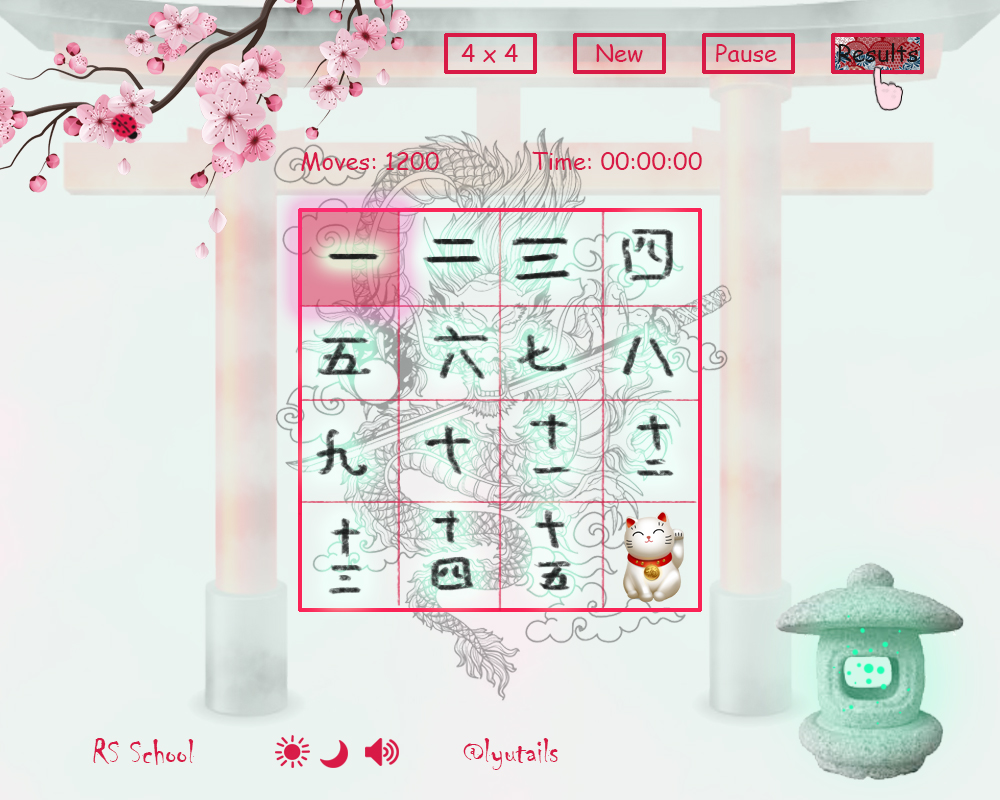 4 x 4 New Pause Results
Moves: 1200 Time: 00:00:00
一 二 三 四
五 六 七 八
九 十 十一 十二
十三 十四 十五
RS School @lyutails